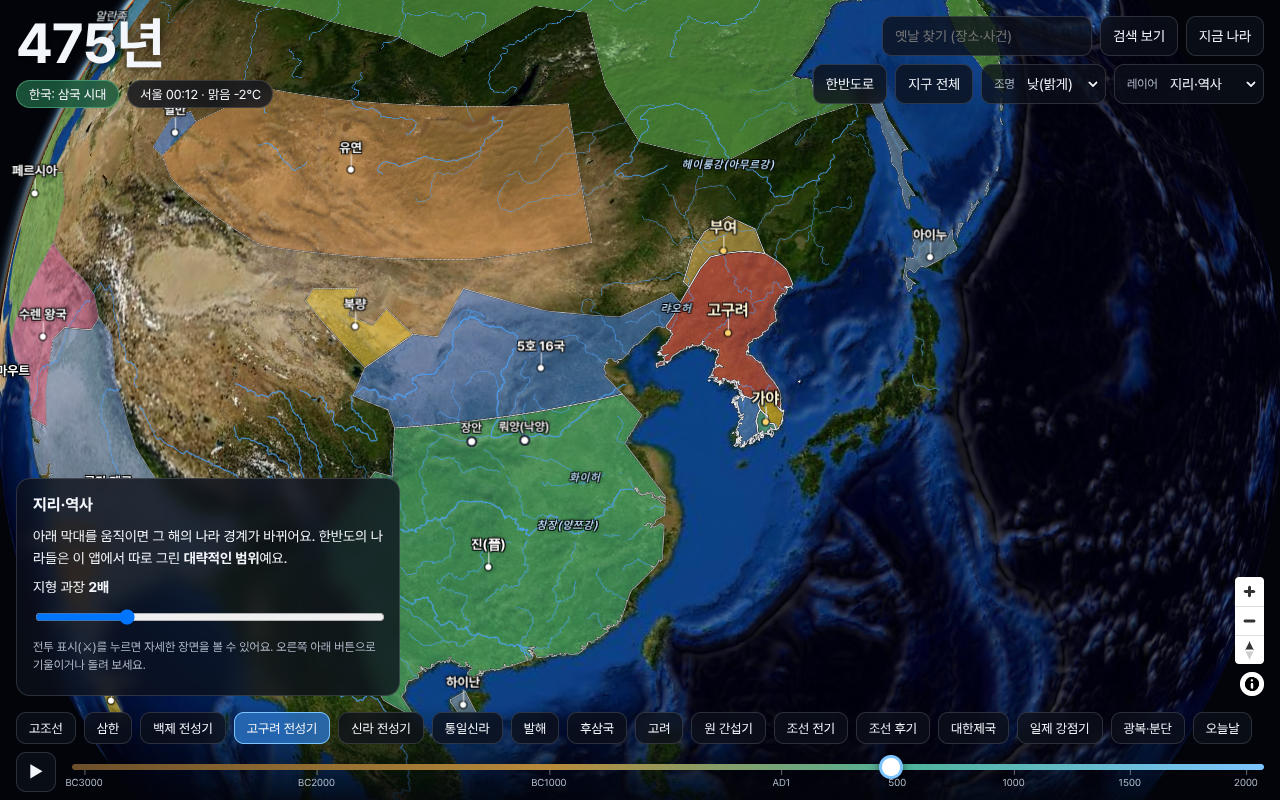 알란족
475년
옛날 찾기 (장소·사건)
검색 보기
지금 나라
한국: 삼국 시대
서울 00:12 · 맑음 -2°C
한반도로
지구 전체
조명 낮(밝게)
레이어 지리·역사
페르시아
유연
헤이룽강(아무르강)
부여
아이누
수렌 왕국
북량
랴오허
고구려
5호 16국
가야
장안
뤄양(낙양)
화이허
창장(양쯔강)
진(晉)
하이난
지리·역사
아래 막대를 움직이면 그 해의 나라 경계가 바뀌어요. 한반도의 나
라들은 이 앱에서 따로 그린 대략적인 범위예요.
지형 과장 2배
전투 표시(⚔)를 누르면 자세한 장면을 볼 수 있어요. 오른쪽 아래 버튼으로
기울이거나 돌려 보세요.
고조선
삼한
백제 전성기
고구려 전성기
신라 전성기
통일신라
발해
후삼국
고려
원 간섭기
조선 전기
조선 후기
대한제국
일제 강점기
광복·분단
오늘날
BC3000
BC2000
BC1000
AD1
500
1000
1500
2000